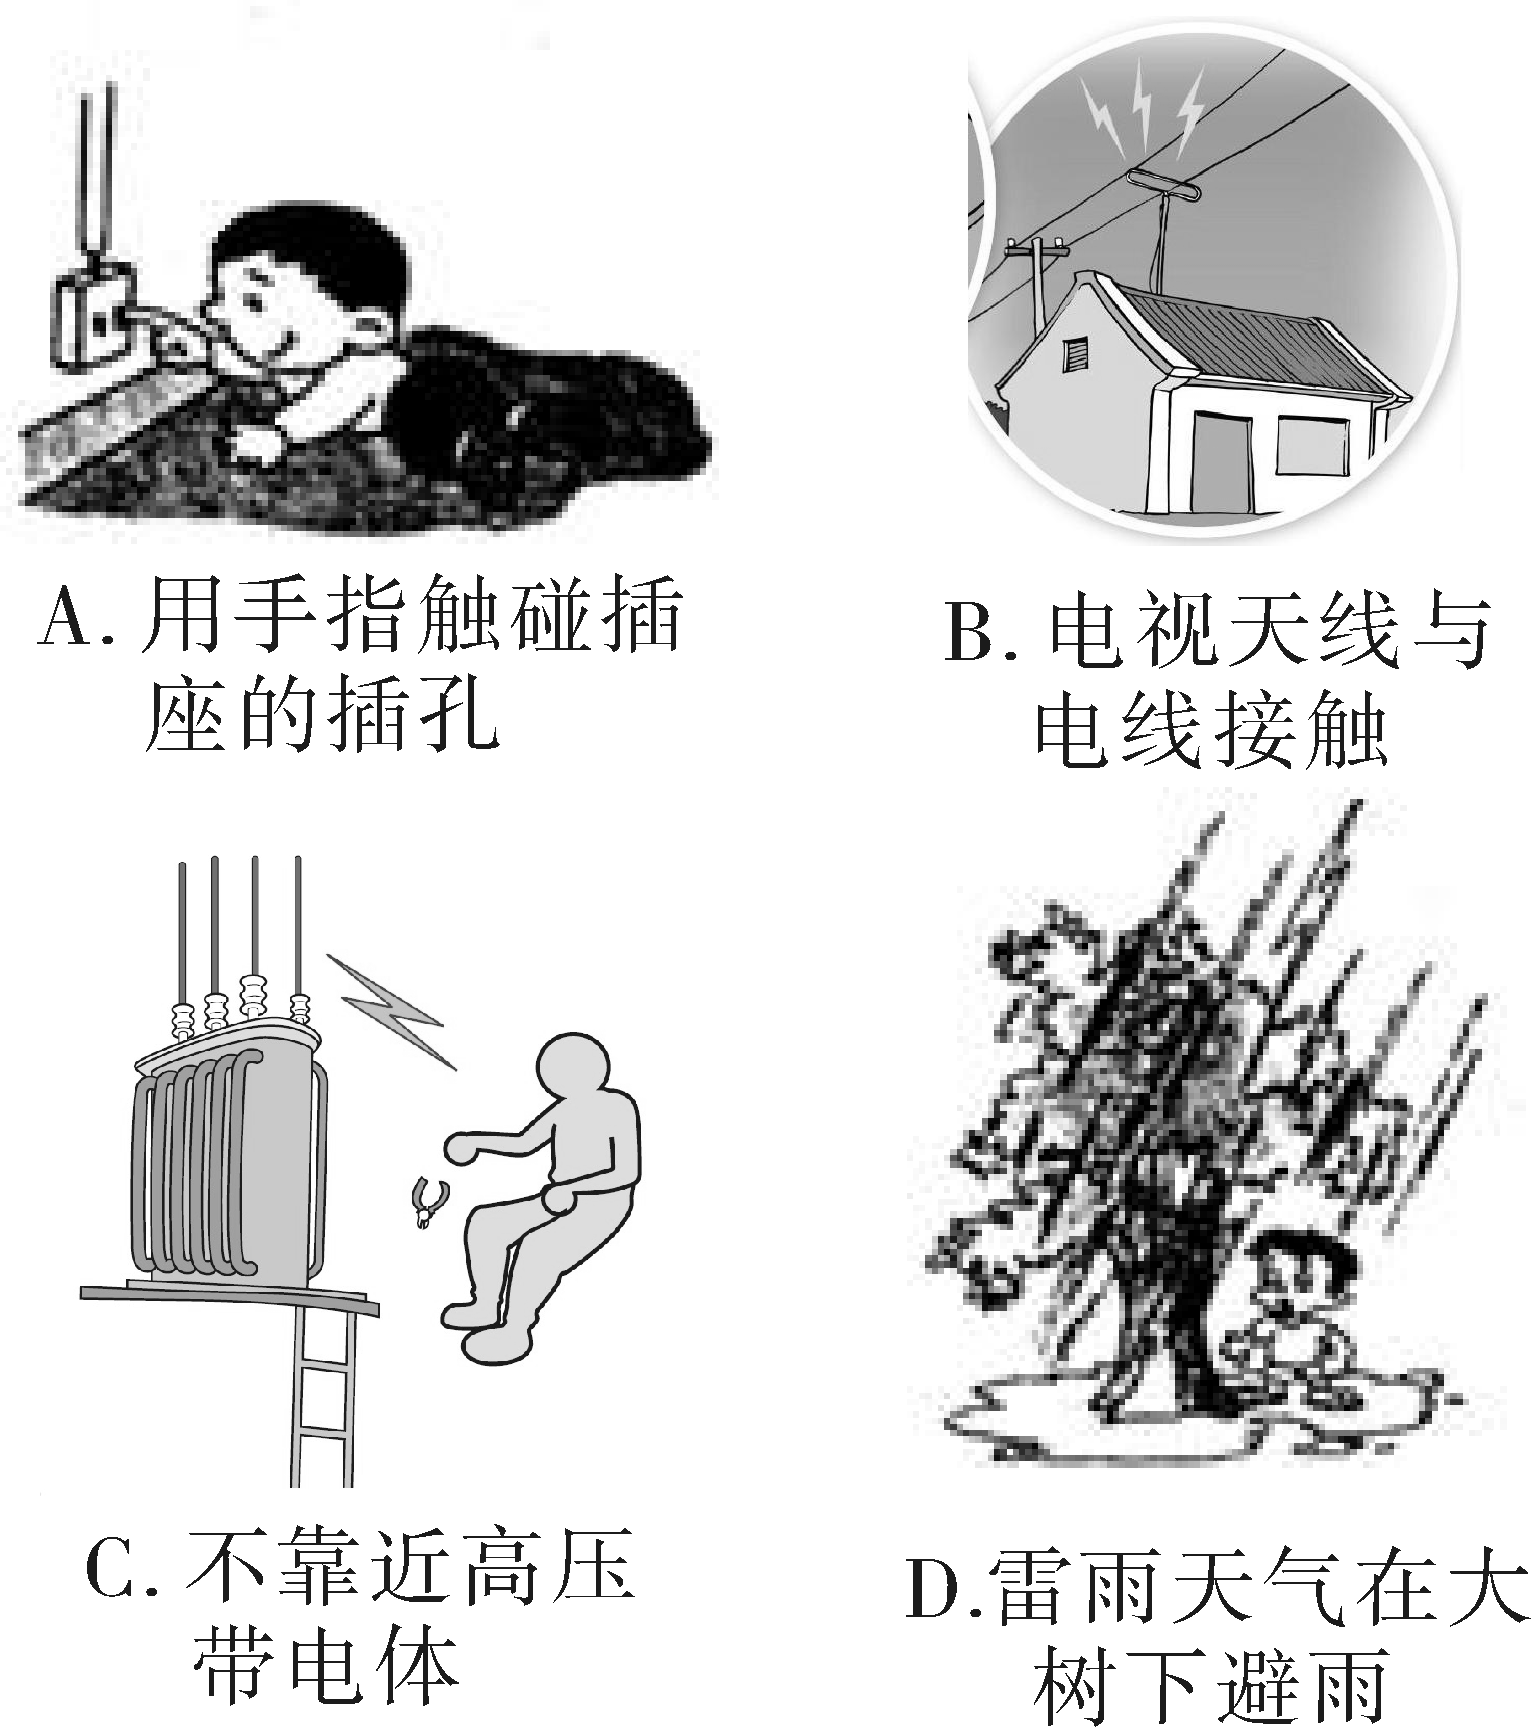 A. 用手指触碰插
座的插孔
B. 电视天线与
电线接触
C. 不靠近高压
带电体
D.雷雨天气在大
树下避雨